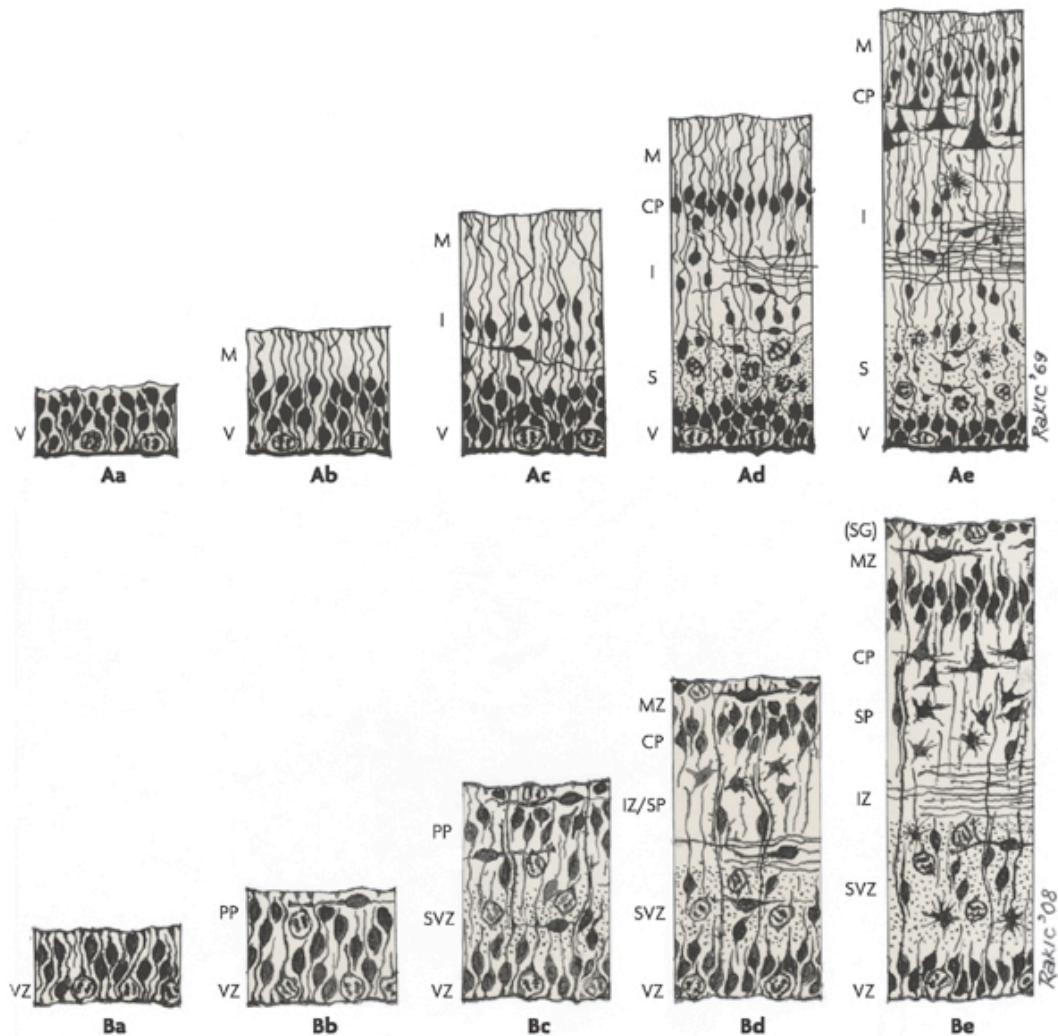 M
CP
I
S
V
Rakic '69
M
CP
I
S
V
M
I
V
M
V
V
Aa
Ab
Ac
Ad
Ae
(SG)
MZ
CP
SP
IZ
SVZ
VZ
Rakic '08
MZ
CP
IZ/SP
SVZ
VZ
PP
SVZ
VZ
PP
VZ
VZ
Ba
Bb
Bc
Bd
Be